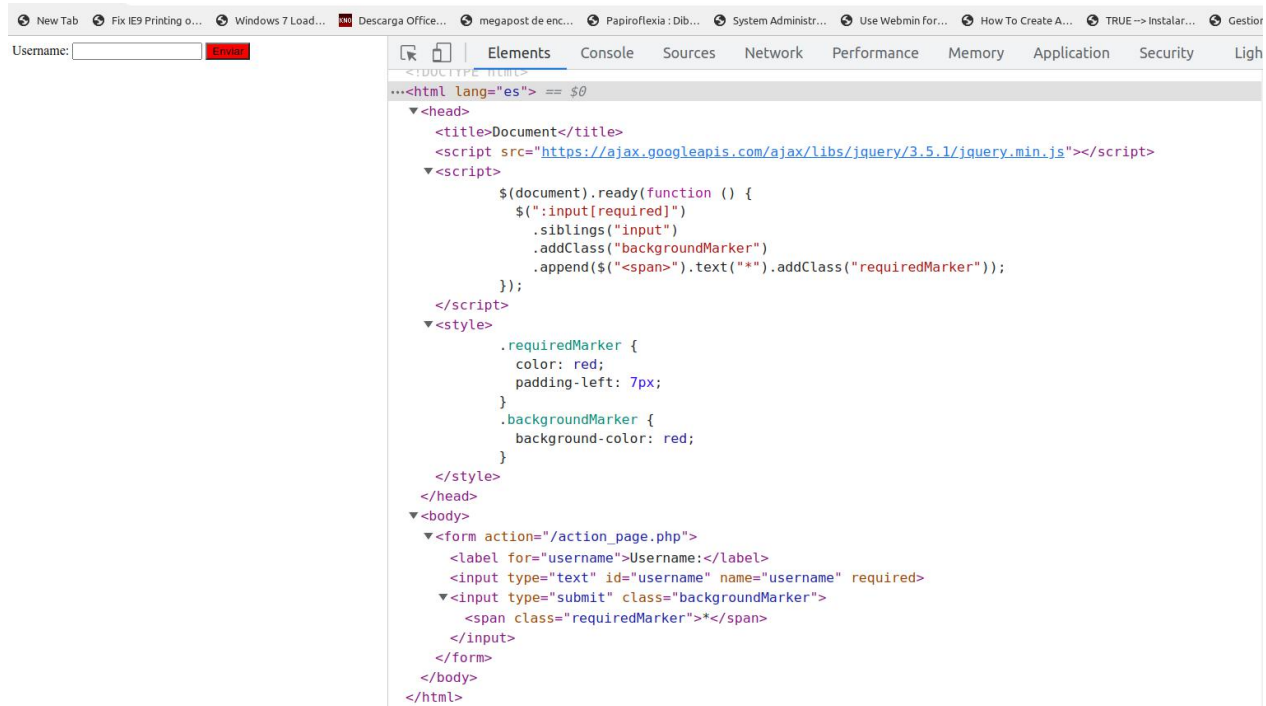 New Tab Fix IE9 Printing o... Windows 7 Load... KNO Descarga Office... megapost de enc... Papiroflexia : Dib... System Administr... Use Webmin for... How To Create A... TRUE --> Instalar... Gestion
Username: Enviar
Elements Console Sources Network Performance Memory Application Security Ligh
<!DOCTYPE html>
...<html lang="es"> == $0
▼<head>
<title>Document</title>
<script src="https://ajax.googleapis.com/ajax/libs/jquery/3.5.1/jquery.min.js"></script>
▼<script>
$(document).ready(function () {
$(":input[required]")
.siblings("input")
.addClass("backgroundMarker")
.append($("<span>").text("*").addClass("requiredMarker"));
});
</script>
▼<style>
.requiredMarker {
color: red;
padding-left: 7px;
}
.backgroundMarker {
background-color: red;
}
</style>
</head>
▼<body>
▼<form action="/action_page.php">
<label for="username">Username:</label>
<input type="text" id="username" name="username" required>
▼<input type="submit" class="backgroundMarker">
<span class="requiredMarker">*</span>
</input>
</form>
</body>
</html>